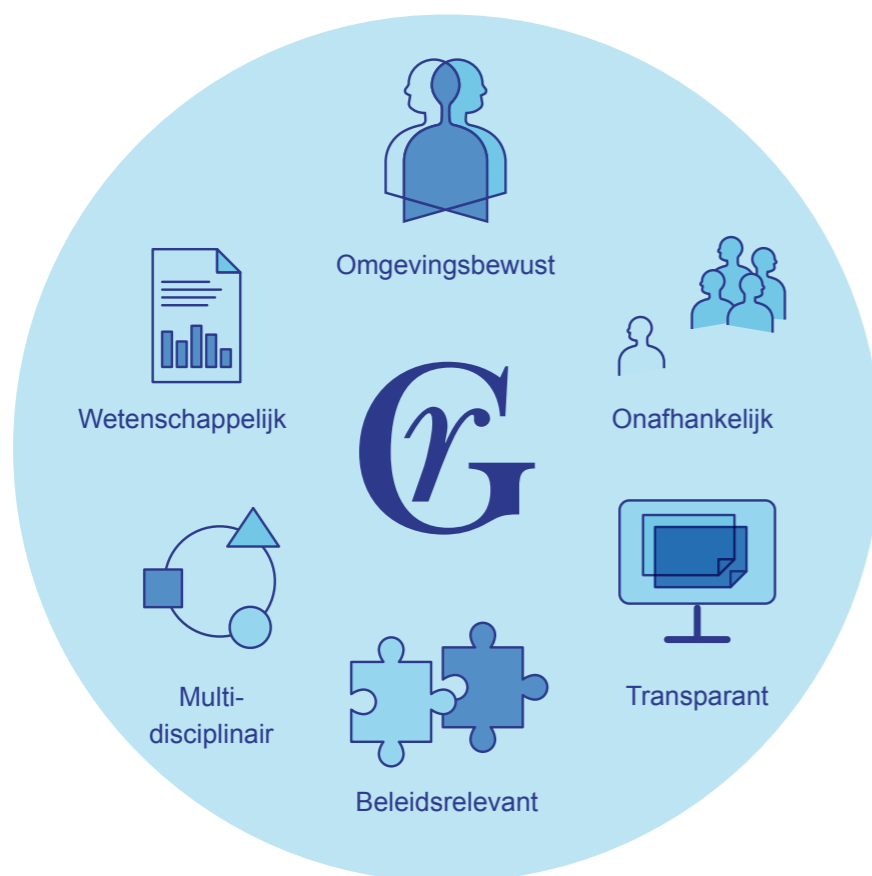 Omgevingsbewust
Wetenschappelijk
Onafhankelijk
Gr
Multi-
disciplinair
Transparant
Beleidsrelevant